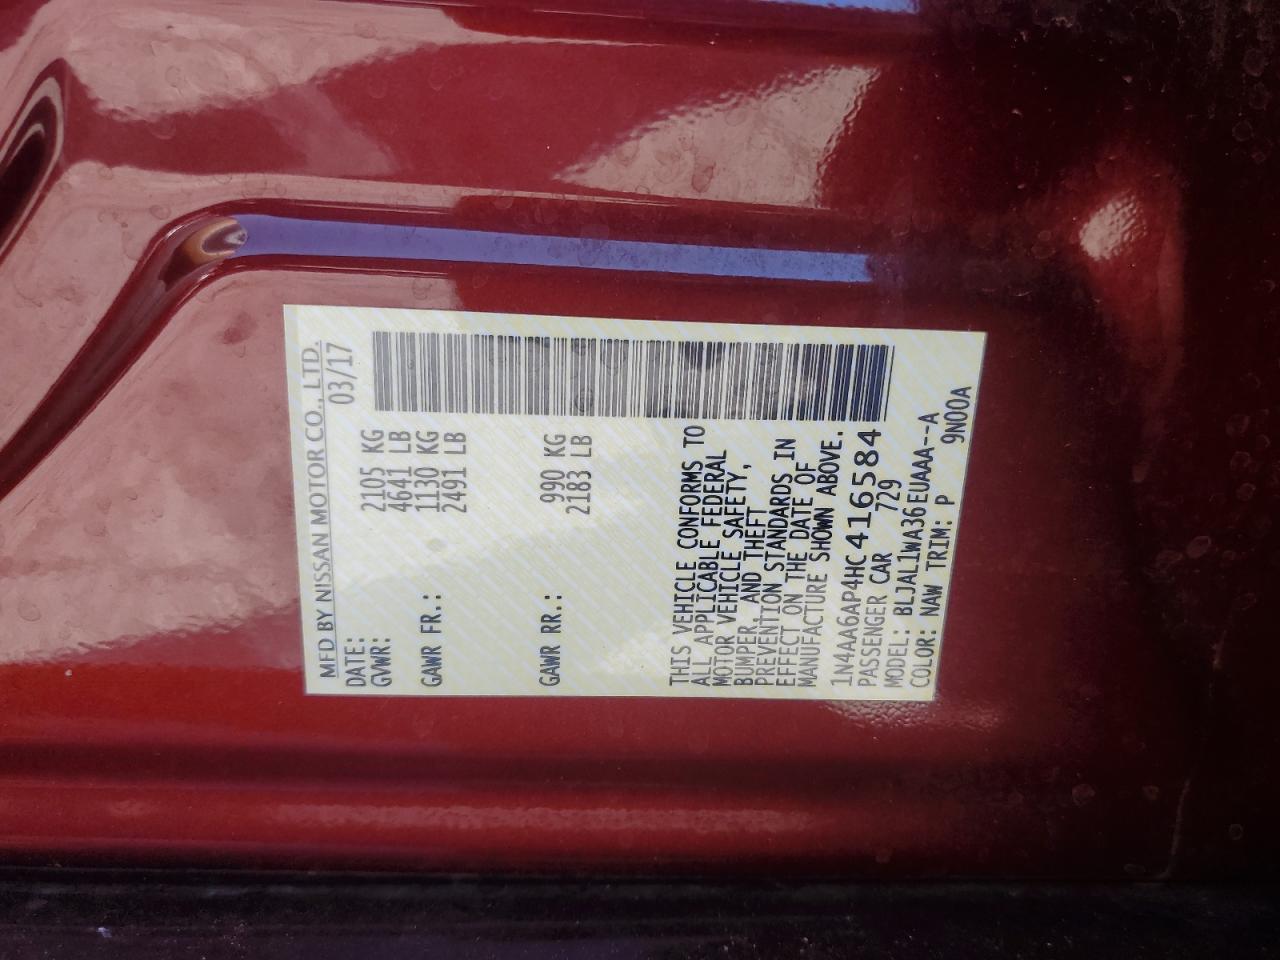 MFD BY NISSAN MOTOR CO., LTD.
DATE: 03/17
GVWR: 2105 KG
4641 LB
GAWR FR.: 1130 KG
2491 LB
GAWR RR.: 990 KG
2183 LB
THIS VEHICLE CONFORMS TO
ALL APPLICABLE FEDERAL
MOTOR VEHICLE SAFETY,
BUMPER, AND THEFT
PREVENTION STANDARDS IN
EFFECT ON THE DATE OF
MANUFACTURE SHOWN ABOVE.
1N4AA6AP4HC416584
PASSENGER CAR 729
MODEL: BLJAL1WA36EUAAA--A
COLOR: NAW TRIM: P 9N00A